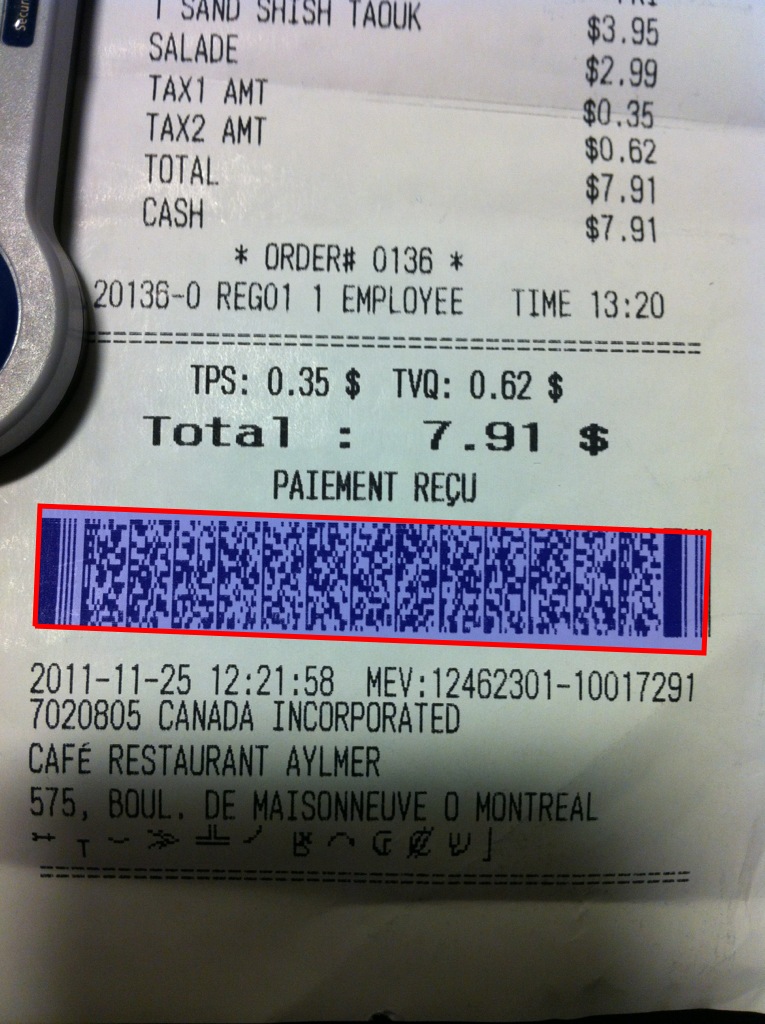 Secur
1 SAND SHISH TAOUK $3.95
SALADE $2.99
TAX1 AMT $0.35
TAX2 AMT $0.62
TOTAL $7.91
CASH $7.91
* ORDER# 0136 *
20136-0 REG01 1 EMPLOYEE TIME 13:20
TPS: 0.35 $ TVQ: 0.62 $
Total : 7.91 $
PAIEMENT REÇU
2011-11-25 12:21:58 MEV:12462301-10017291
7020805 CANADA INCORPORATED
CAFÉ RESTAURANT AYLMER
575, BOUL. DE MAISONNEUVE O MONTREAL